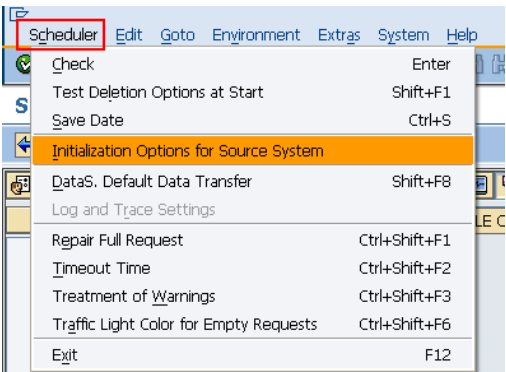 Scheduler Edit Goto Environment Extras System Help
Check Enter
Test Deletion Options at Start Shift+F1
S
Save Date Ctrl+S
Initialization Options for Source System
DataS. Default Data Transfer Shift+F8
Log and Trace Settings
LE C
Repair Full Request Ctrl+Shift+F1
Timeout Time Ctrl+Shift+F2
Treatment of Warnings Ctrl+Shift+F3
Traffic Light Color for Empty Requests Ctrl+Shift+F6
Exit F12